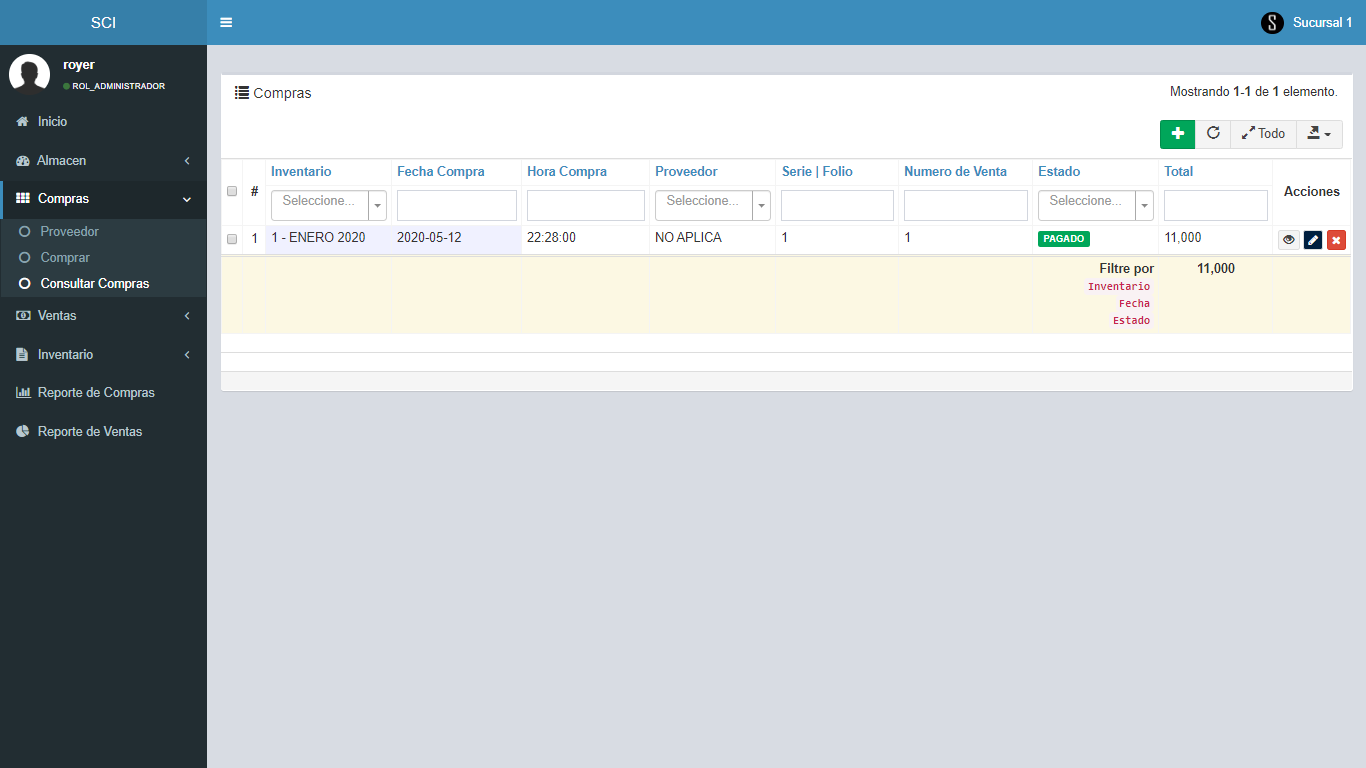 SCI
Sucursal 1
royer
ROL_ADMINISTRADOR
Inicio
Almacen
Compras
Proveedor
Comprar
Consultar Compras
Ventas
Inventario
Reporte de Compras
Reporte de Ventas
Compras
Mostrando 1-1 de 1 elemento.
Todo
# Inventario Fecha Compra Hora Compra Proveedor Serie | Folio Numero de Venta Estado Total Acciones
Seleccione... Seleccione... Seleccione...
1 1 - ENERO 2020 2020-05-12 22:28:00 NO APLICA 1 1 PAGADO 11,000
Filtre por 11,000
Inventario
Fecha
Estado